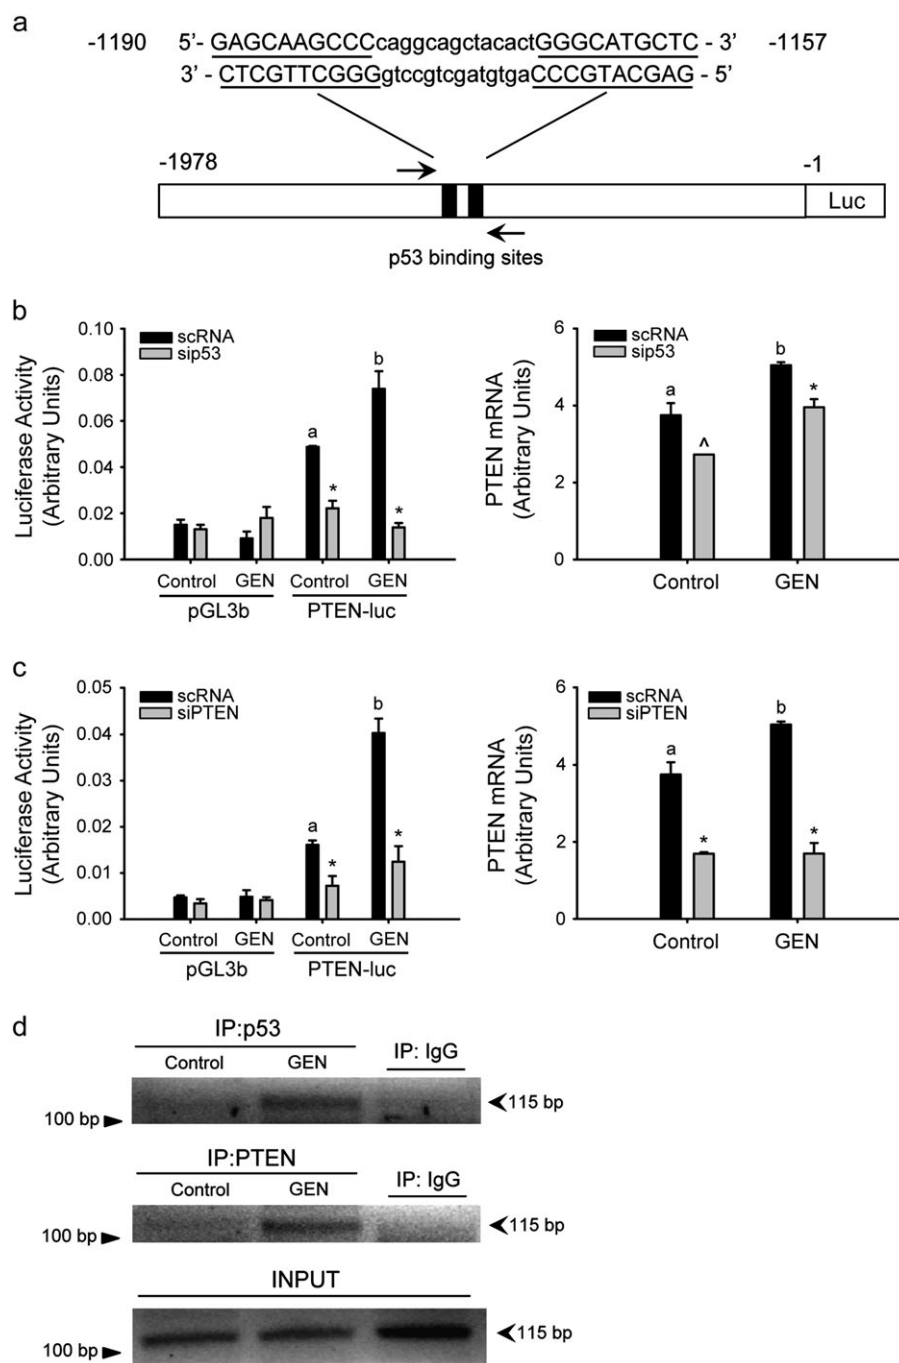 a
-1190 5’- GAGCAAGCCCcaggcagctacactGGGCATGCTC - 3’ -1157
3’ - CTCGTTCGGGgtccgtcgatgtgaCCCGTACGAG - 5’
-1978 -1
Luc
p53 binding sites
b
Luciferase Activity
(Arbitrary Units)
0.10
0.08
0.06
0.04
0.02
0.00
scRNA
sip53
a
*
b
*
Control GEN Control GEN
pGL3b PTEN-luc
PTEN mRNA
(Arbitrary Units)
6
4
2
0
scRNA
sip53
a
^
b
*
Control GEN
c
Luciferase Activity
(Arbitrary Units)
0.05
0.04
0.03
0.02
0.01
0.00
scRNA
siPTEN
a
*
b
*
Control GEN Control GEN
pGL3b PTEN-luc
PTEN mRNA
(Arbitrary Units)
6
4
2
0
scRNA
siPTEN
a
*
b
*
Control GEN
d
IP:p53
Control GEN IP: IgG
100 bp 115 bp
IP:PTEN
Control GEN IP: IgG
100 bp 115 bp
INPUT
100 bp 115 bp